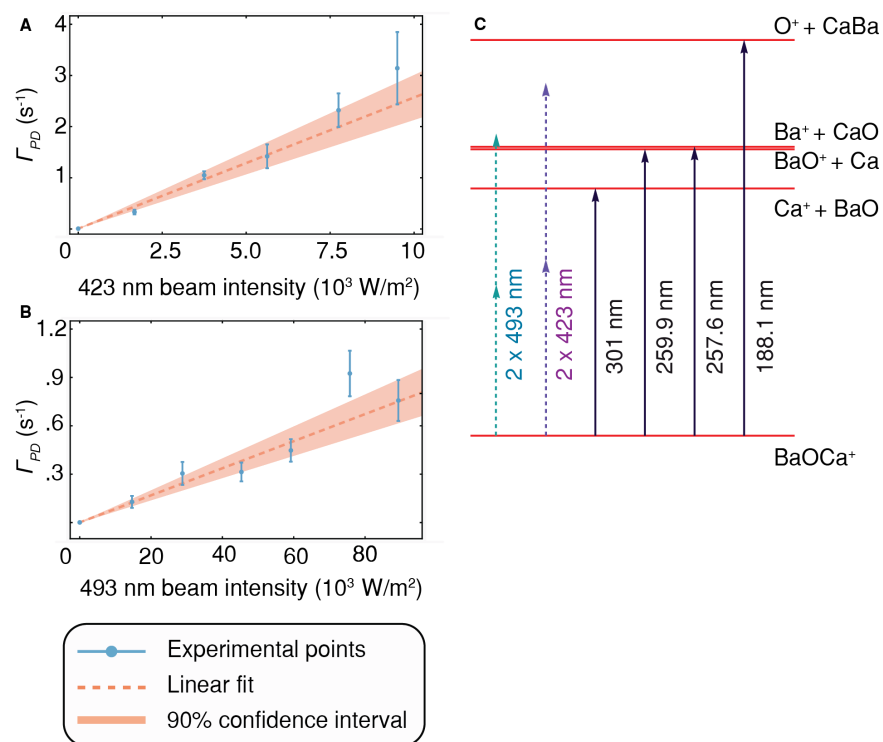 A
4
3
2
1
ΓPD (s⁻¹)
0 2.5 5.0 7.5 10
423 nm beam intensity (10³ W/m²)
B
1.2
.9
.6
.3
ΓPD (s⁻¹)
0 20 40 60 80
493 nm beam intensity (10³ W/m²)
Experimental points
Linear fit
90% confidence interval
C
O⁺ + CaBa
Ba⁺ + CaO
BaO⁺ + Ca
Ca⁺ + BaO
2 x 493 nm
2 x 423 nm
301 nm
259.9 nm
257.6 nm
188.1 nm
BaOCa⁺